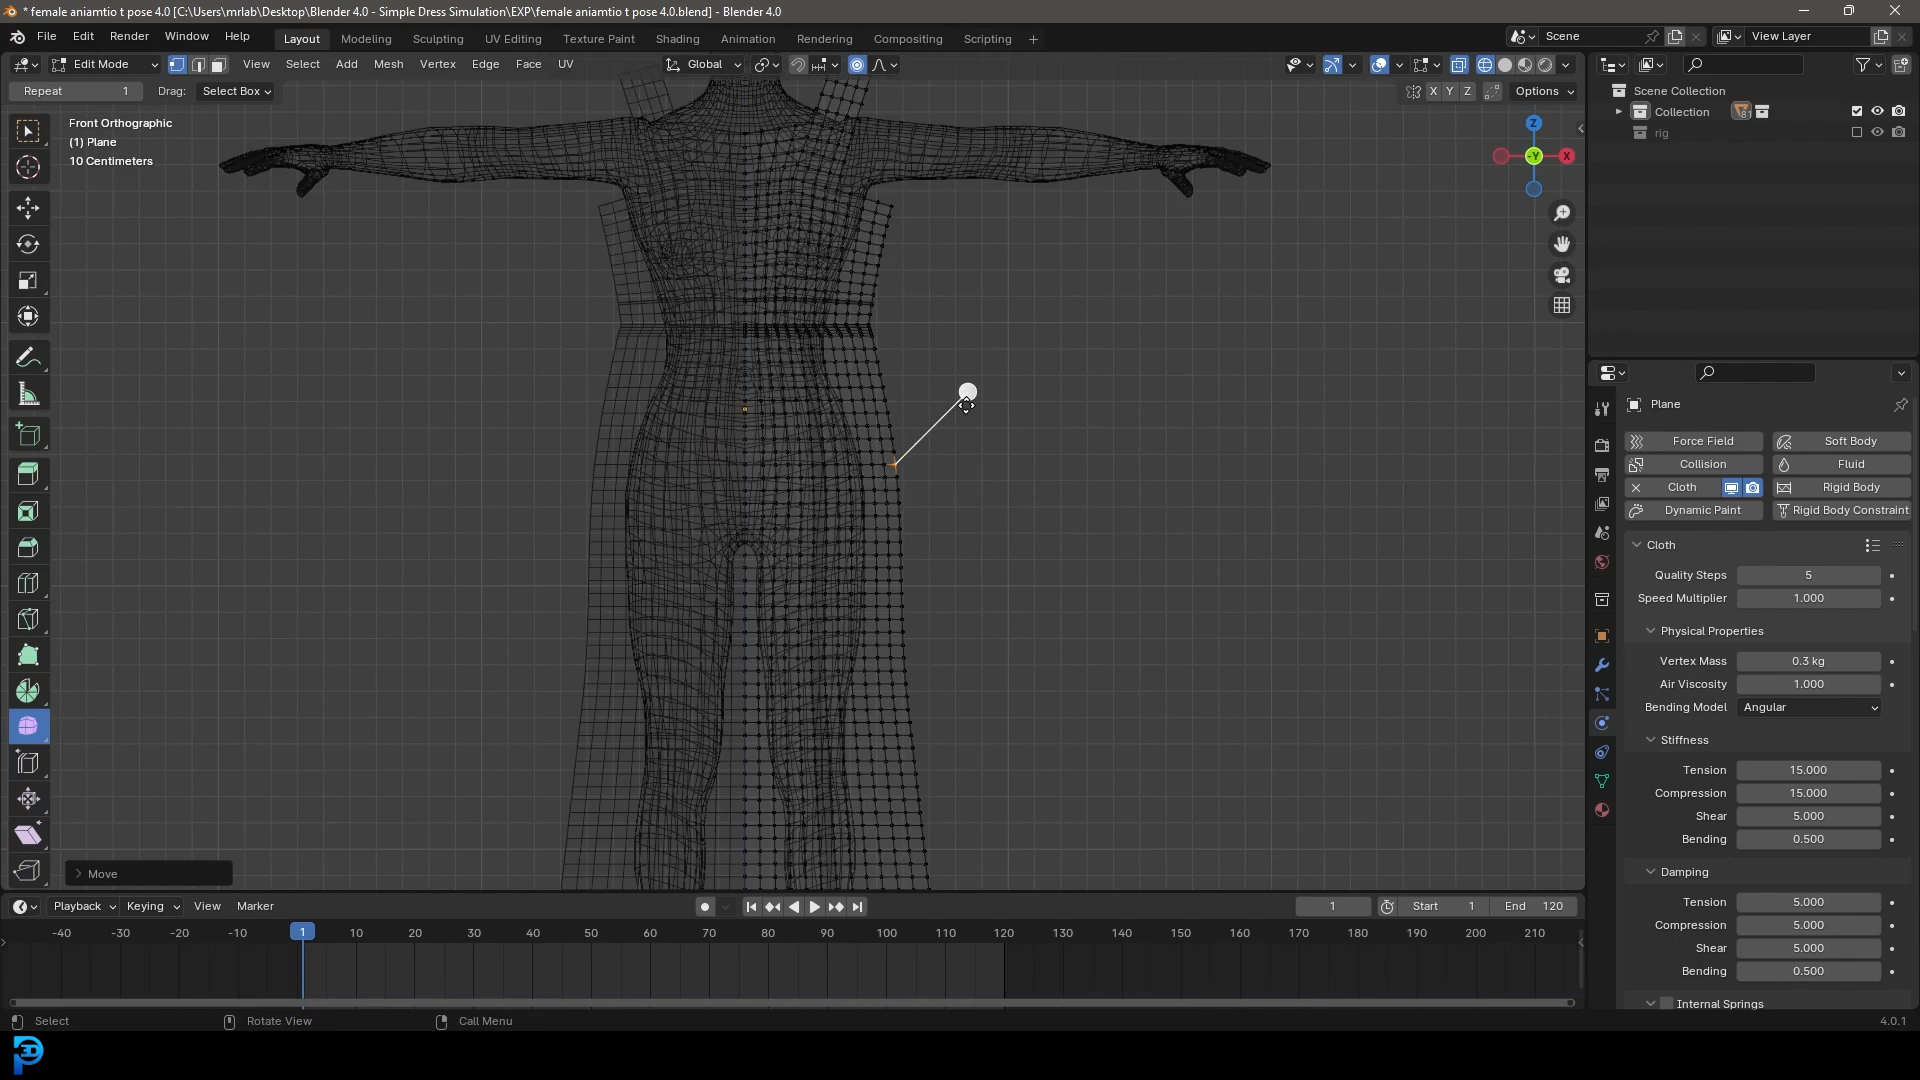 * female aniamtio t pose 4.0 [C:\Users\mrlab\Desktop\Blender 4.0 - Simple Dress Simulation\EXP\female aniamtio t pose 4.0.blend] - Blender 4.0
File Edit Render Window Help Layout Modeling Sculpting UV Editing Texture Paint Shading Animation Rendering Compositing Scripting + Scene View Layer
Edit Mode View Select Add Mesh Vertex Edge Face UV Global
Repeat 1 Drag: Select Box X Y Z Options
Front Orthographic
(1) Plane
10 Centimeters
Z
-Y
X
Move
Scene Collection
Collection 81
rig
Plane
Force Field Soft Body
Collision Fluid
Cloth Rigid Body
Dynamic Paint Rigid Body Constraint
Cloth
Quality Steps 5
Speed Multiplier 1.000
Physical Properties
Vertex Mass 0.3 kg
Air Viscosity 1.000
Bending Model Angular
Stiffness
Tension 15.000
Compression 15.000
Shear 5.000
Bending 0.500
Damping
Tension 5.000
Compression 5.000
Shear 5.000
Bending 0.500
Internal Springs
Playback Keying View Marker 1 Start 1 End 120
-40 -30 -20 -10 1 10 20 30 40 50 60 70 80 90 100 110 120 130 140 150 160 170 180 190 200 210
Select Rotate View Call Menu 4.0.1